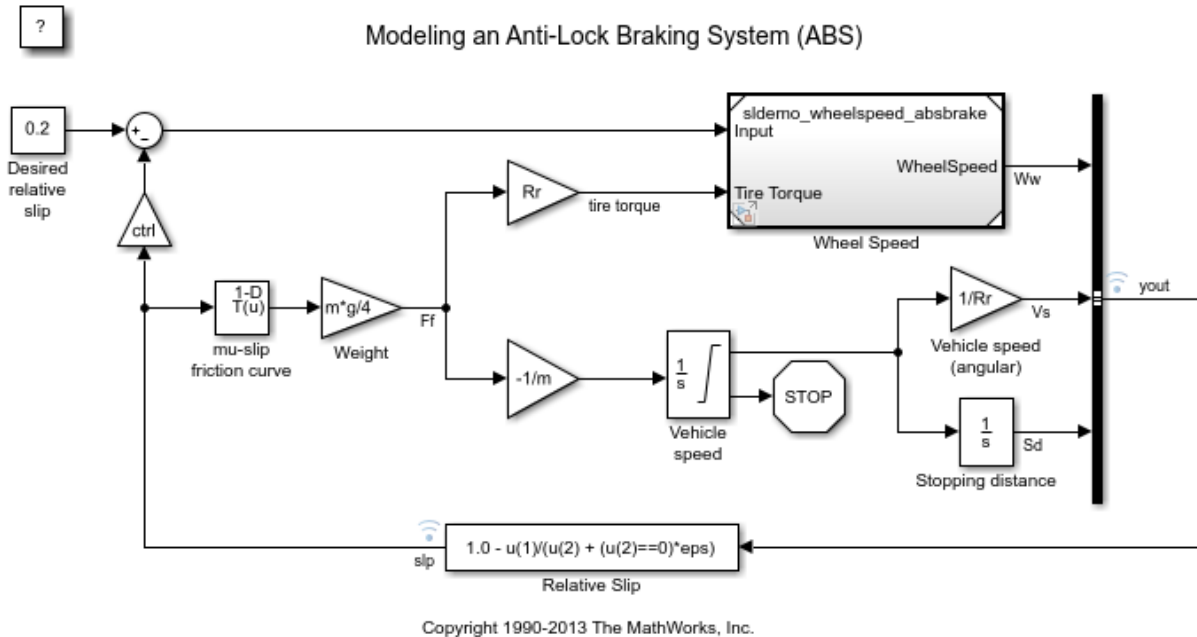 ?
Modeling an Anti-Lock Braking System (ABS)
0.2
Desired
relative
slip
+
−
ctrl
1-D
T(u)
mu-slip
friction curve
m*g/4
Weight
Ff
Rr
tire torque
sldemo_wheelspeed_absbrake
Input
WheelSpeed
Tire Torque
Wheel Speed
Ww
-1/m
1
s
Vehicle
speed
STOP
1/Rr
Vs
Vehicle speed
(angular)
1
s
Sd
Stopping distance
yout
slp
1.0 - u(1)/(u(2) + (u(2)==0)*eps)
Relative Slip
Copyright 1990-2013 The MathWorks, Inc.